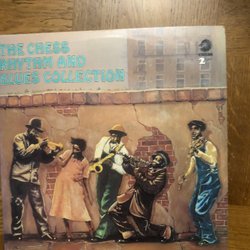 THE CHESS
RHYTHM AND
BLUES COLLECTION
2